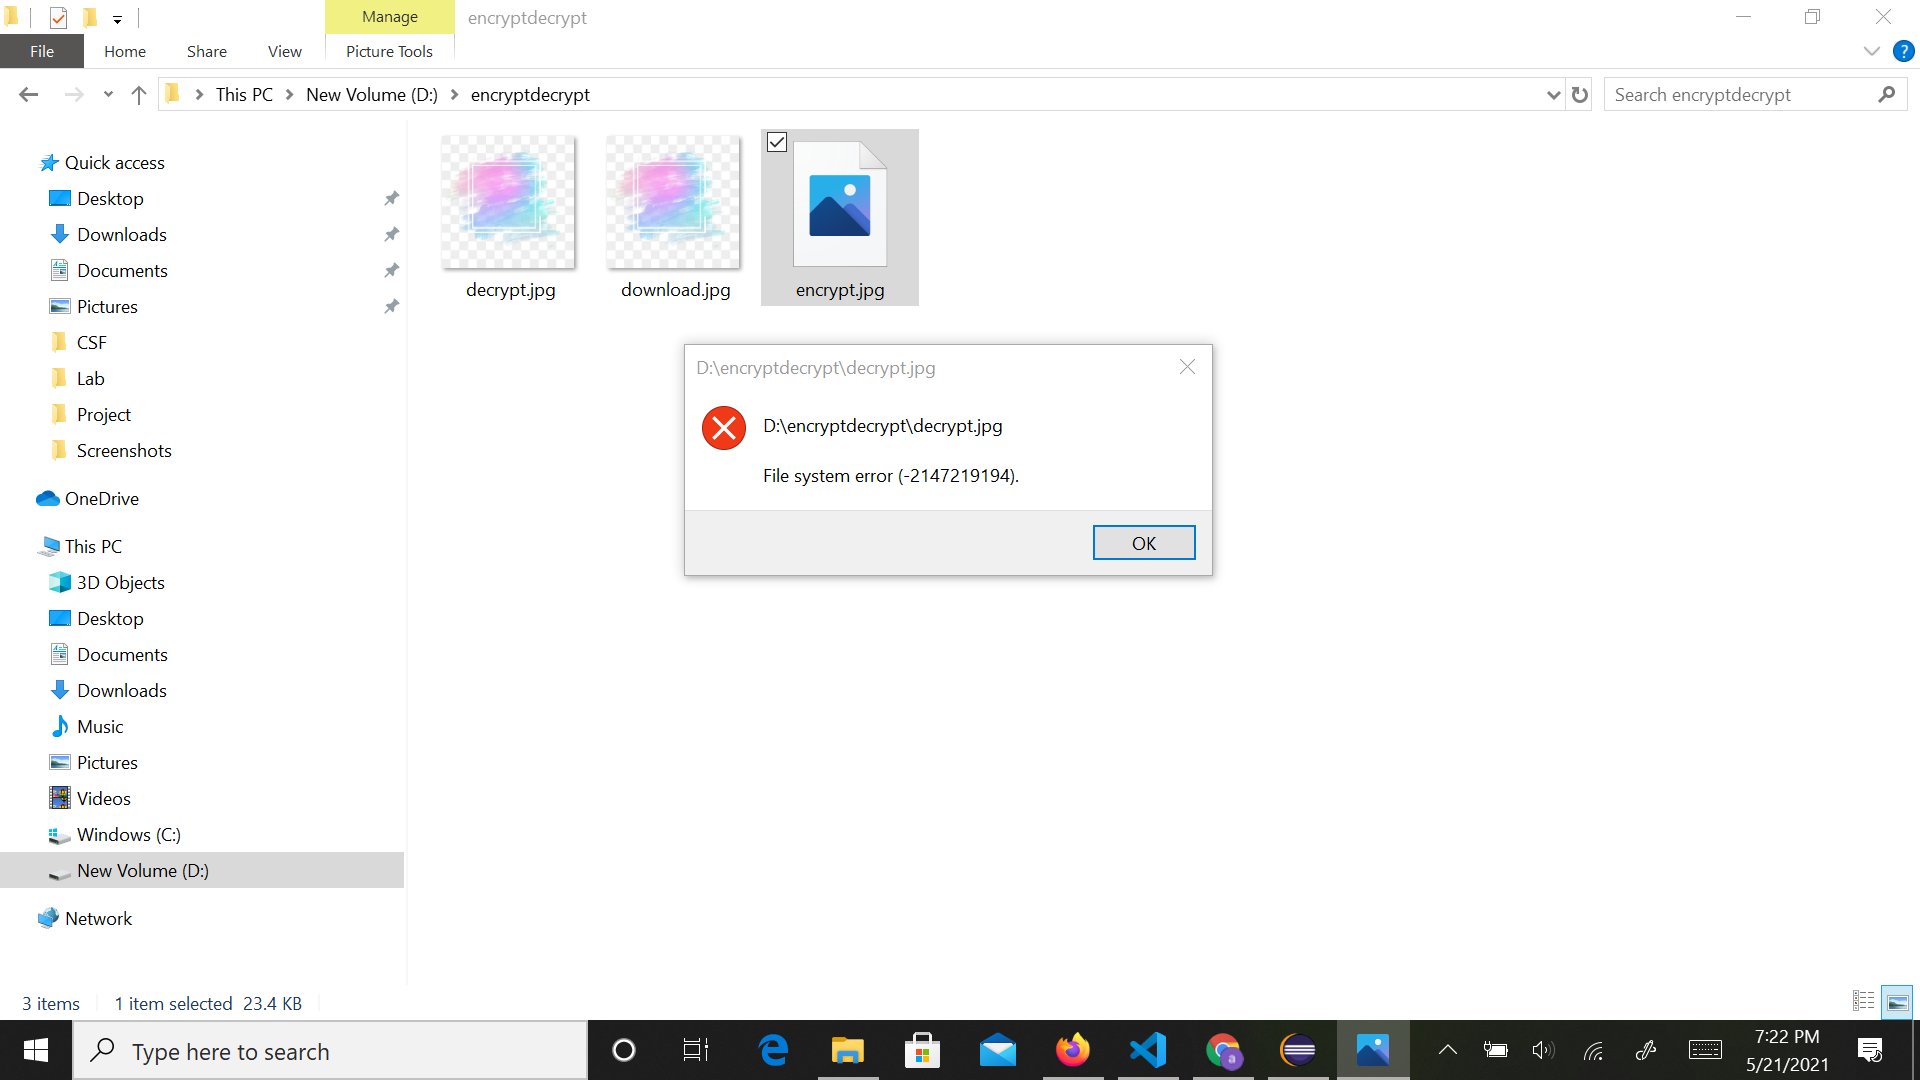 Manage
encryptdecrypt
File
Home
Share
View
Picture Tools
?
This PC
New Volume (D:)
encryptdecrypt
Search encryptdecrypt
Quick access
Desktop
Downloads
Documents
Pictures
CSF
Lab
Project
Screenshots
OneDrive
This PC
3D Objects
Desktop
Documents
Downloads
Music
Pictures
Videos
Windows (C:)
New Volume (D:)
Network
decrypt.jpg
download.jpg
encrypt.jpg
D:\encryptdecrypt\decrypt.jpg
D:\encryptdecrypt\decrypt.jpg
File system error (-2147219194).
OK
3 items
1 item selected 23.4 KB
Type here to search
a
7:22 PM
5/21/2021